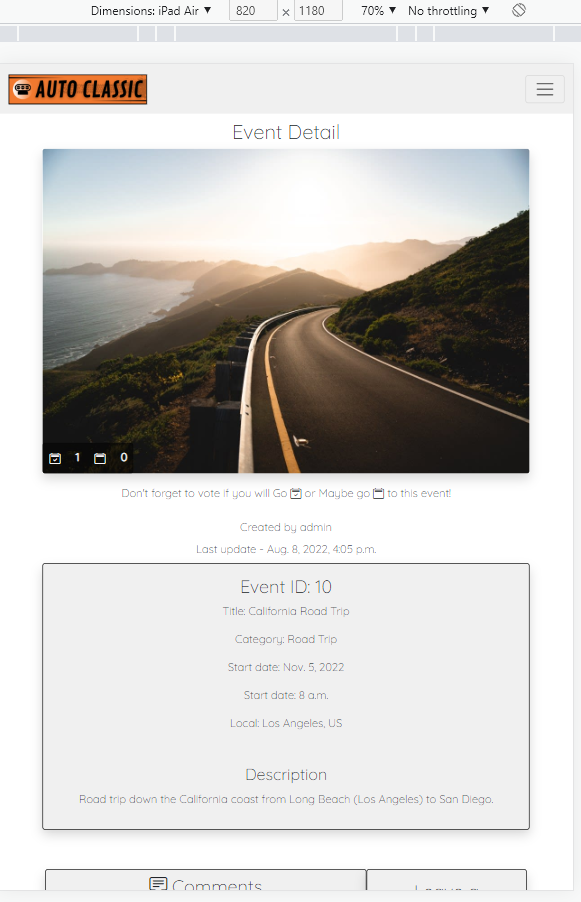 Dimensions: iPad Air ▼ 820 × 1180 70% ▼ No throttling ▼
AUTO CLASSIC
Event Detail
1 0
Don't forget to vote if you will Go or Maybe go to this event!
Created by admin
Last update - Aug. 8, 2022, 4:05 p.m.
Event ID: 10
Title: California Road Trip
Category: Road Trip
Start date: Nov. 5, 2022
Start date: 8 a.m.
Local: Los Angeles, US
Description
Road trip down the California coast from Long Beach (Los Angeles) to San Diego.
Comments